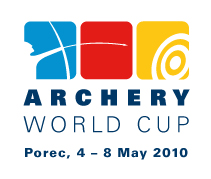 ARCHERY
WORLD CUP
Porec, 4 – 8 May 2010